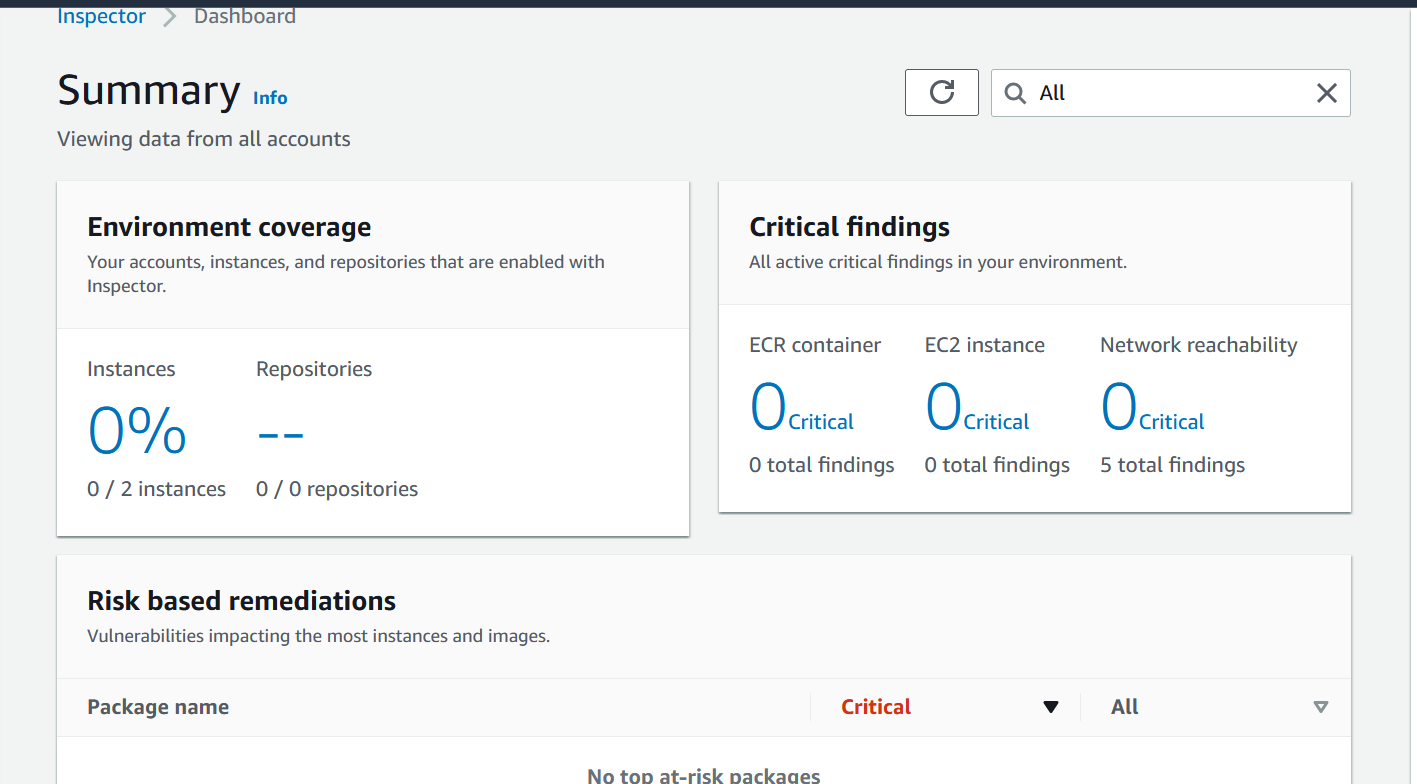 Inspector > Dashboard
Summary Info
All
Viewing data from all accounts
Environment coverage
Your accounts, instances, and repositories that are enabled with
Inspector.
Instances Repositories
0% --
0 / 2 instances 0 / 0 repositories
Critical findings
All active critical findings in your environment.
ECR container EC2 instance Network reachability
0 Critical 0 Critical 0 Critical
0 total findings 0 total findings 5 total findings
Risk based remediations
Vulnerabilities impacting the most instances and images.
Package name Critical All
No top at-risk packages